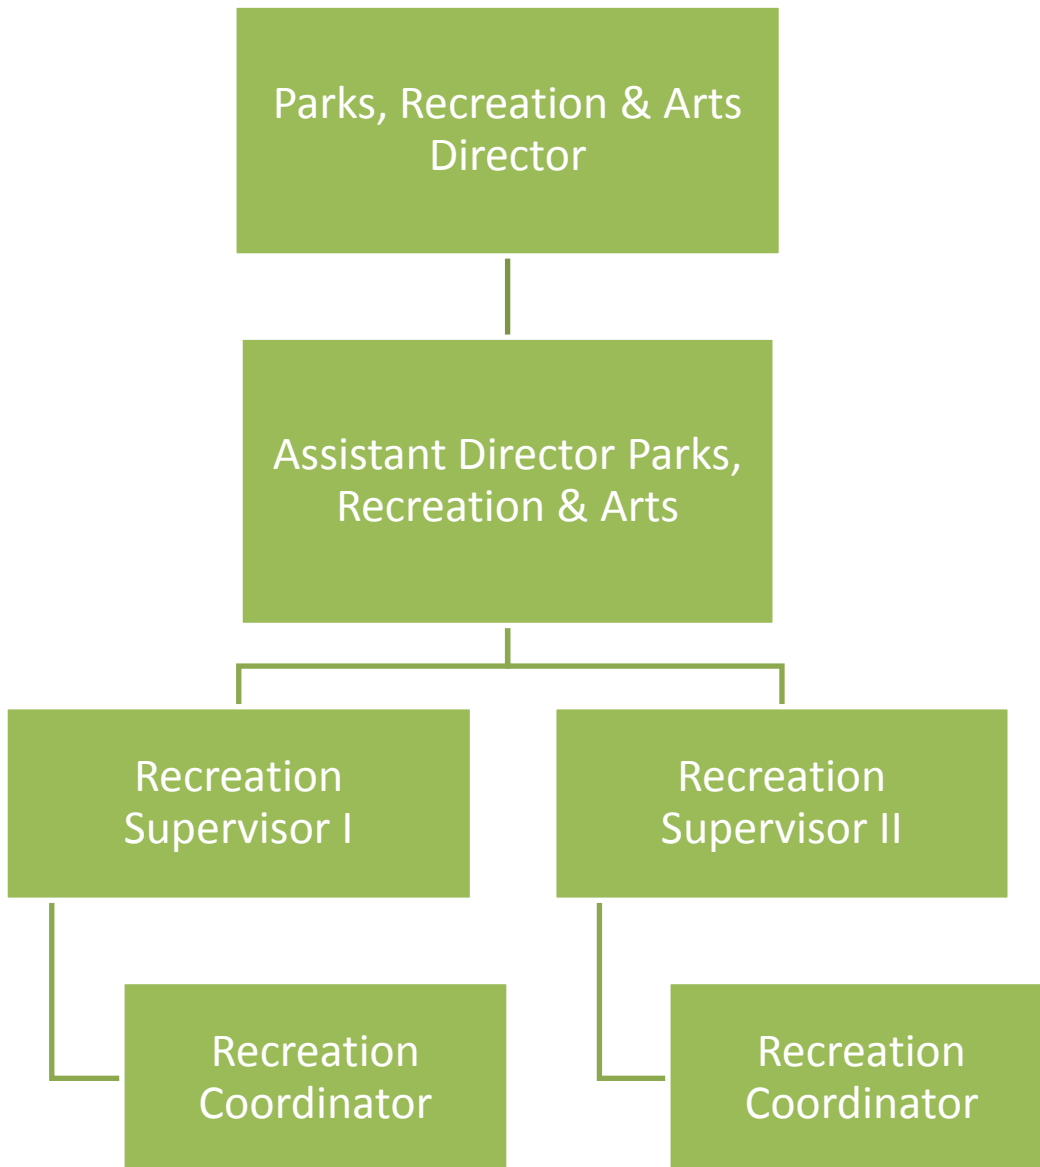 Parks, Recreation & Arts
Director
Assistant Director Parks,
Recreation & Arts
Recreation
Supervisor I
Recreation
Supervisor II
Recreation
Coordinator
Recreation
Coordinator